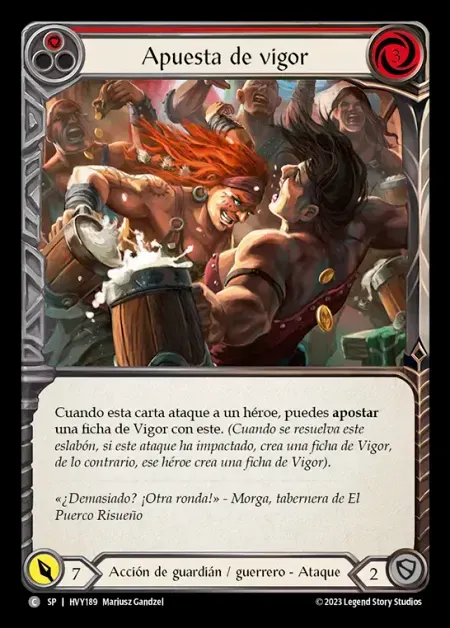 Apuesta de vigor
3
Cuando esta carta ataque a un héroe, puedes apostar
una ficha de Vigor con este. (Cuando se resuelva este
eslabón, si este ataque ha impactado, crea una ficha de Vigor,
de lo contrario, ese héroe crea una ficha de Vigor).
«¿Demasiado? ¡Otra ronda!» - Morga, tabernera de El
Puerco Risueño
7
Acción de guardián / guerrero - Ataque
2
C SP | HVY189 Mariusz Gandzel
© 2023 Legend Story Studios